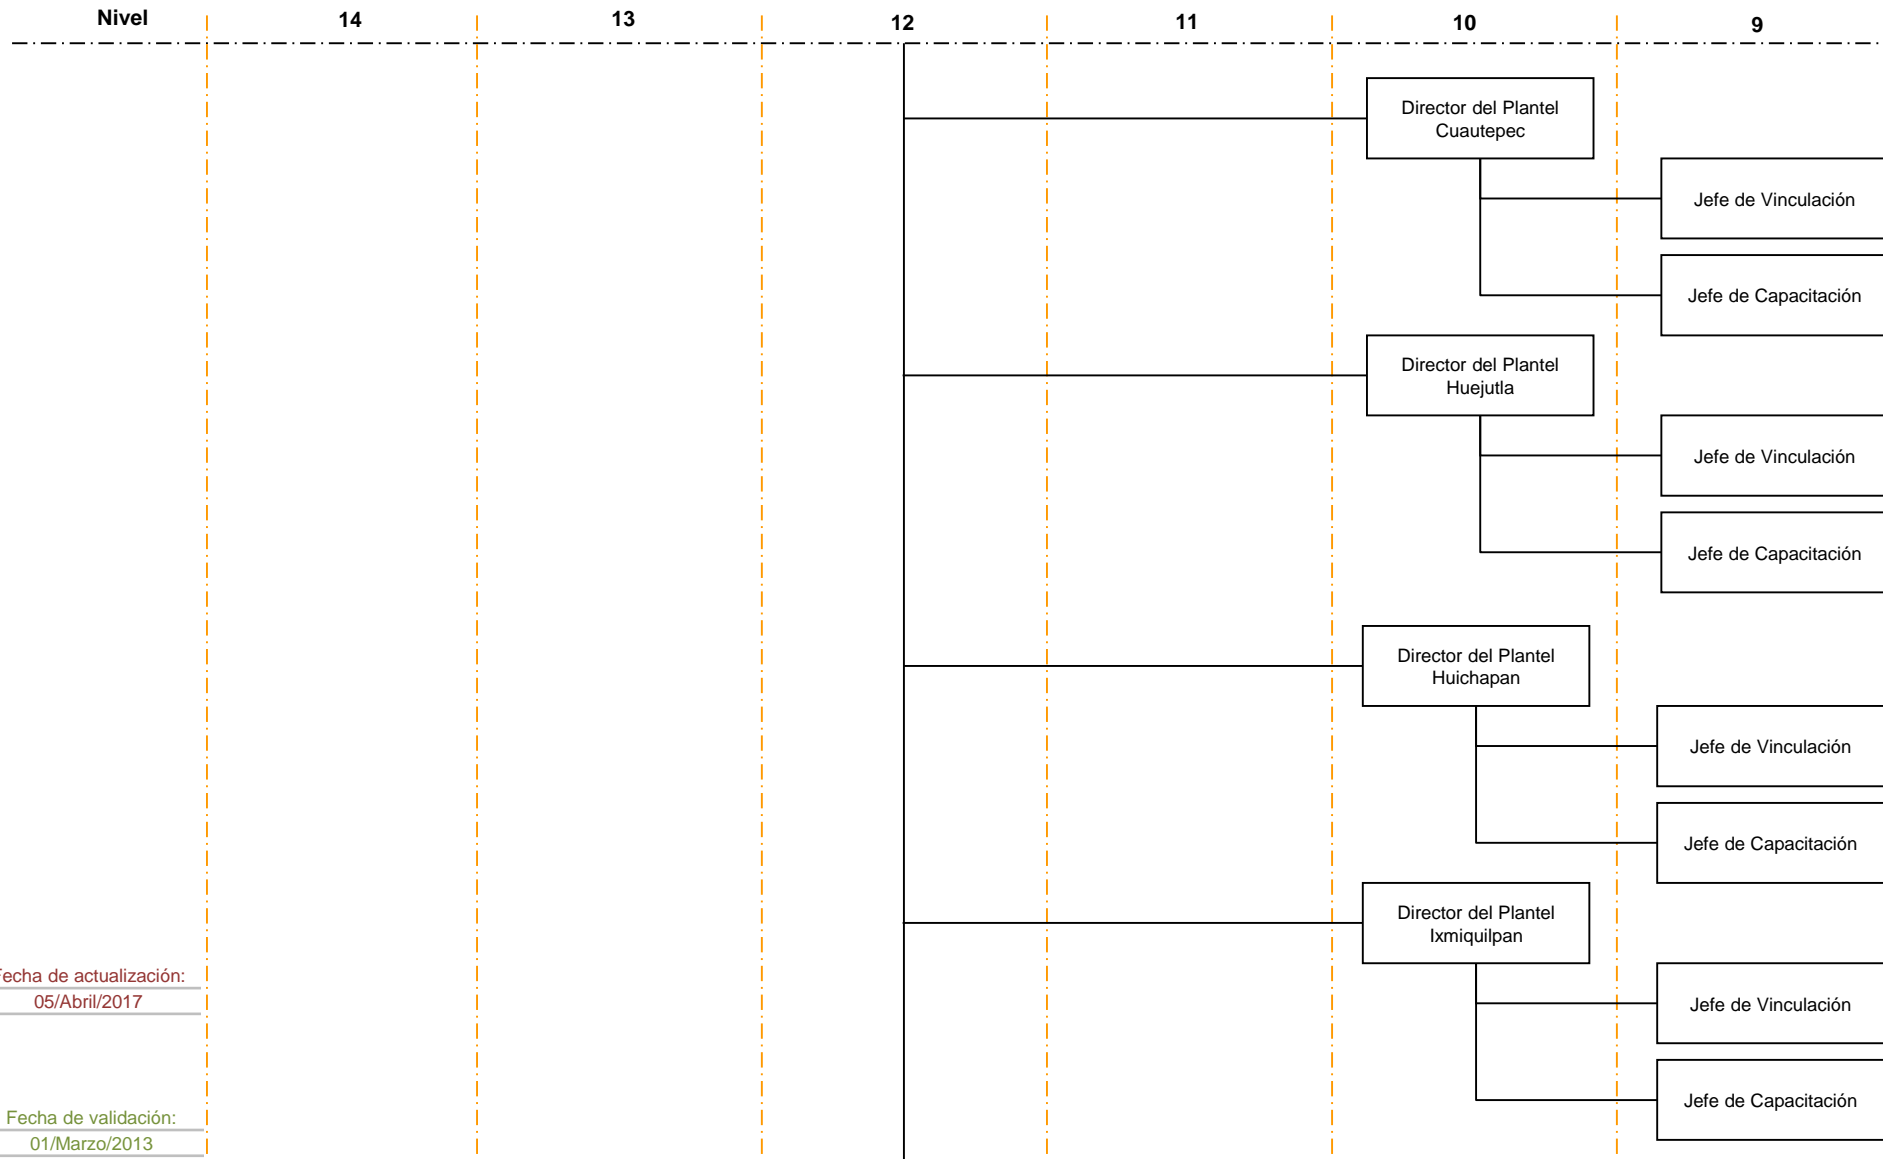 Nivel 14 13 12 11 10 9
Director del Plantel
Cuautepec
Jefe de Vinculación
Jefe de Capacitación
Director del Plantel
Huejutla
Jefe de Vinculación
Jefe de Capacitación
Director del Plantel
Huichapan
Jefe de Vinculación
Jefe de Capacitación
Director del Plantel
Ixmiquilpan
Jefe de Vinculación
Jefe de Capacitación
Fecha de actualización:
05/Abril/2017
Fecha de validación:
01/Marzo/2013